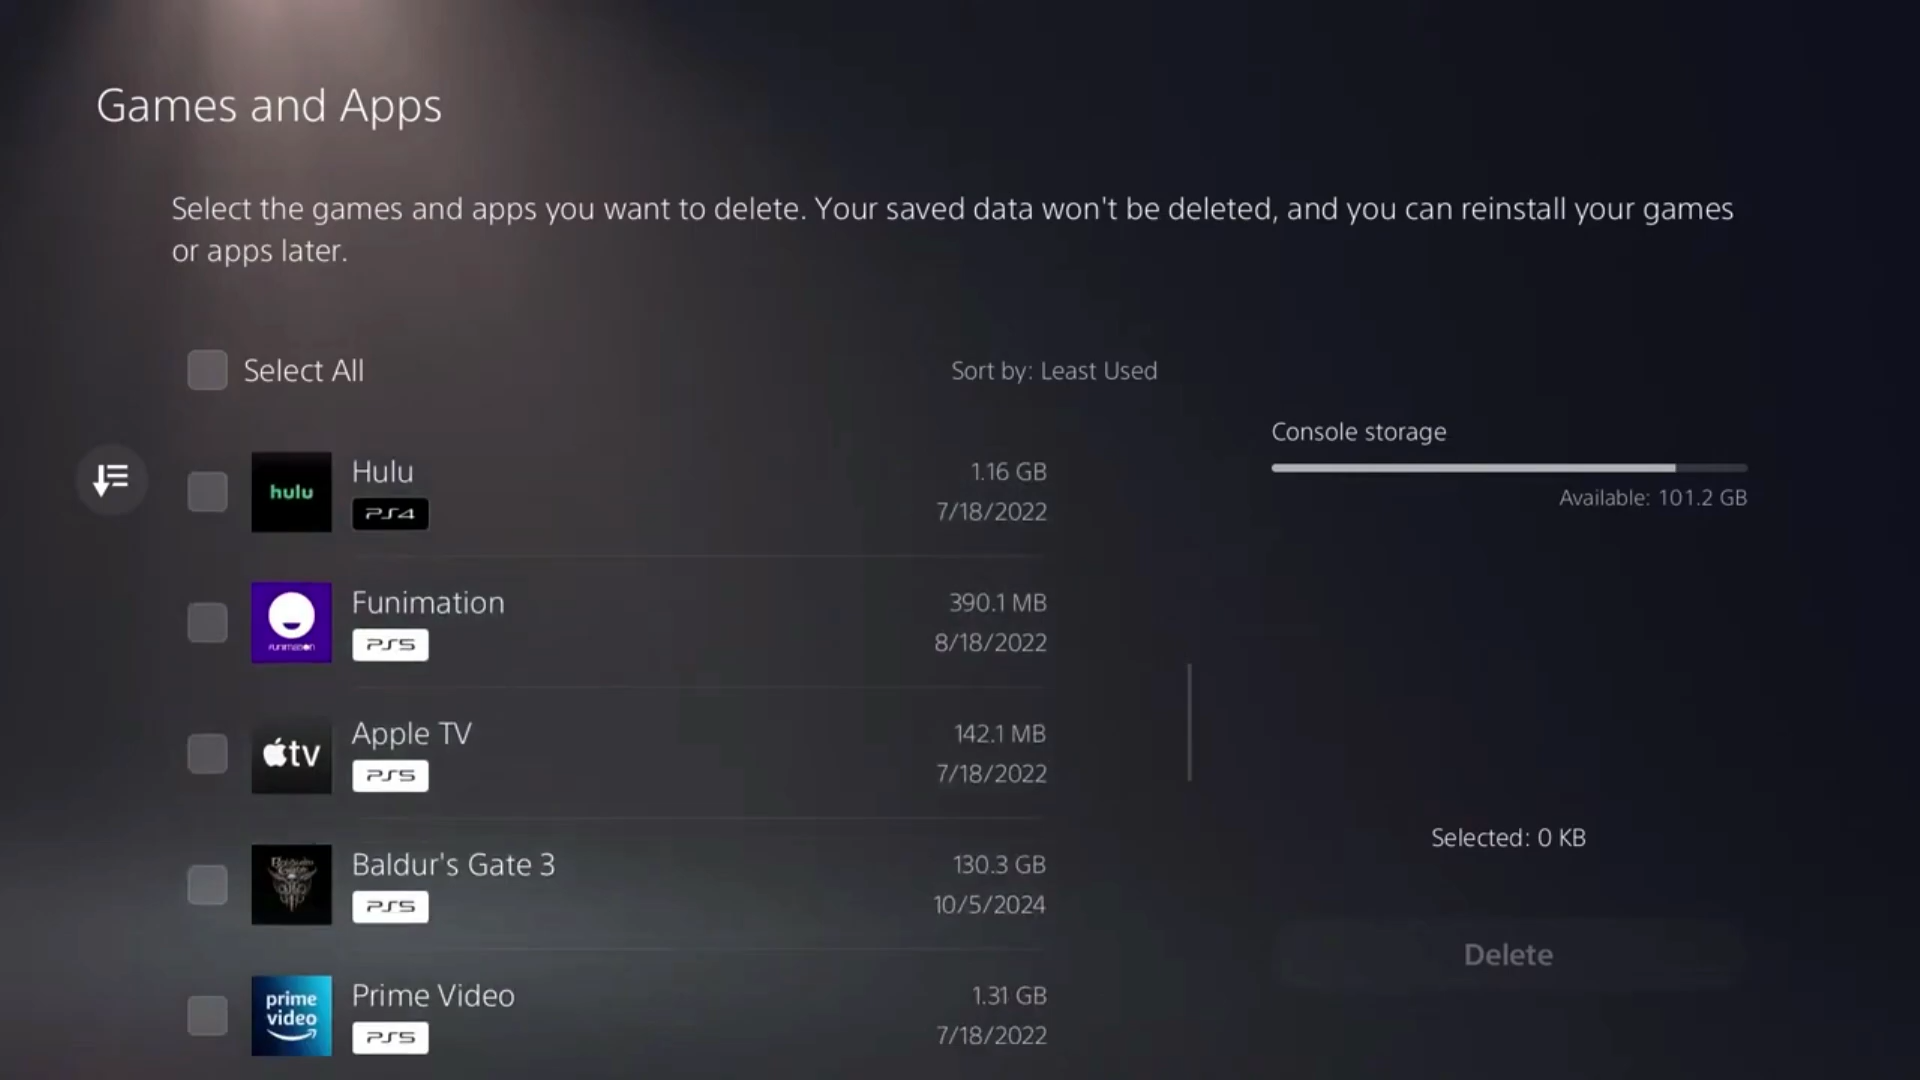 Games and Apps
Select the games and apps you want to delete. Your saved data won't be deleted, and you can reinstall your games
or apps later.
Select All
Sort by: Least Used
Console storage
Available: 101.2 GB
hulu
Hulu
PS4
1.16 GB
7/18/2022
Funimation
Funimation
PS5
390.1 MB
8/18/2022
tv
Apple TV
PS5
142.1 MB
7/18/2022
Baldur's Gate 3
PS5
130.3 GB
10/5/2024
prime
video
Prime Video
PS5
1.31 GB
7/18/2022
Selected: 0 KB
Delete